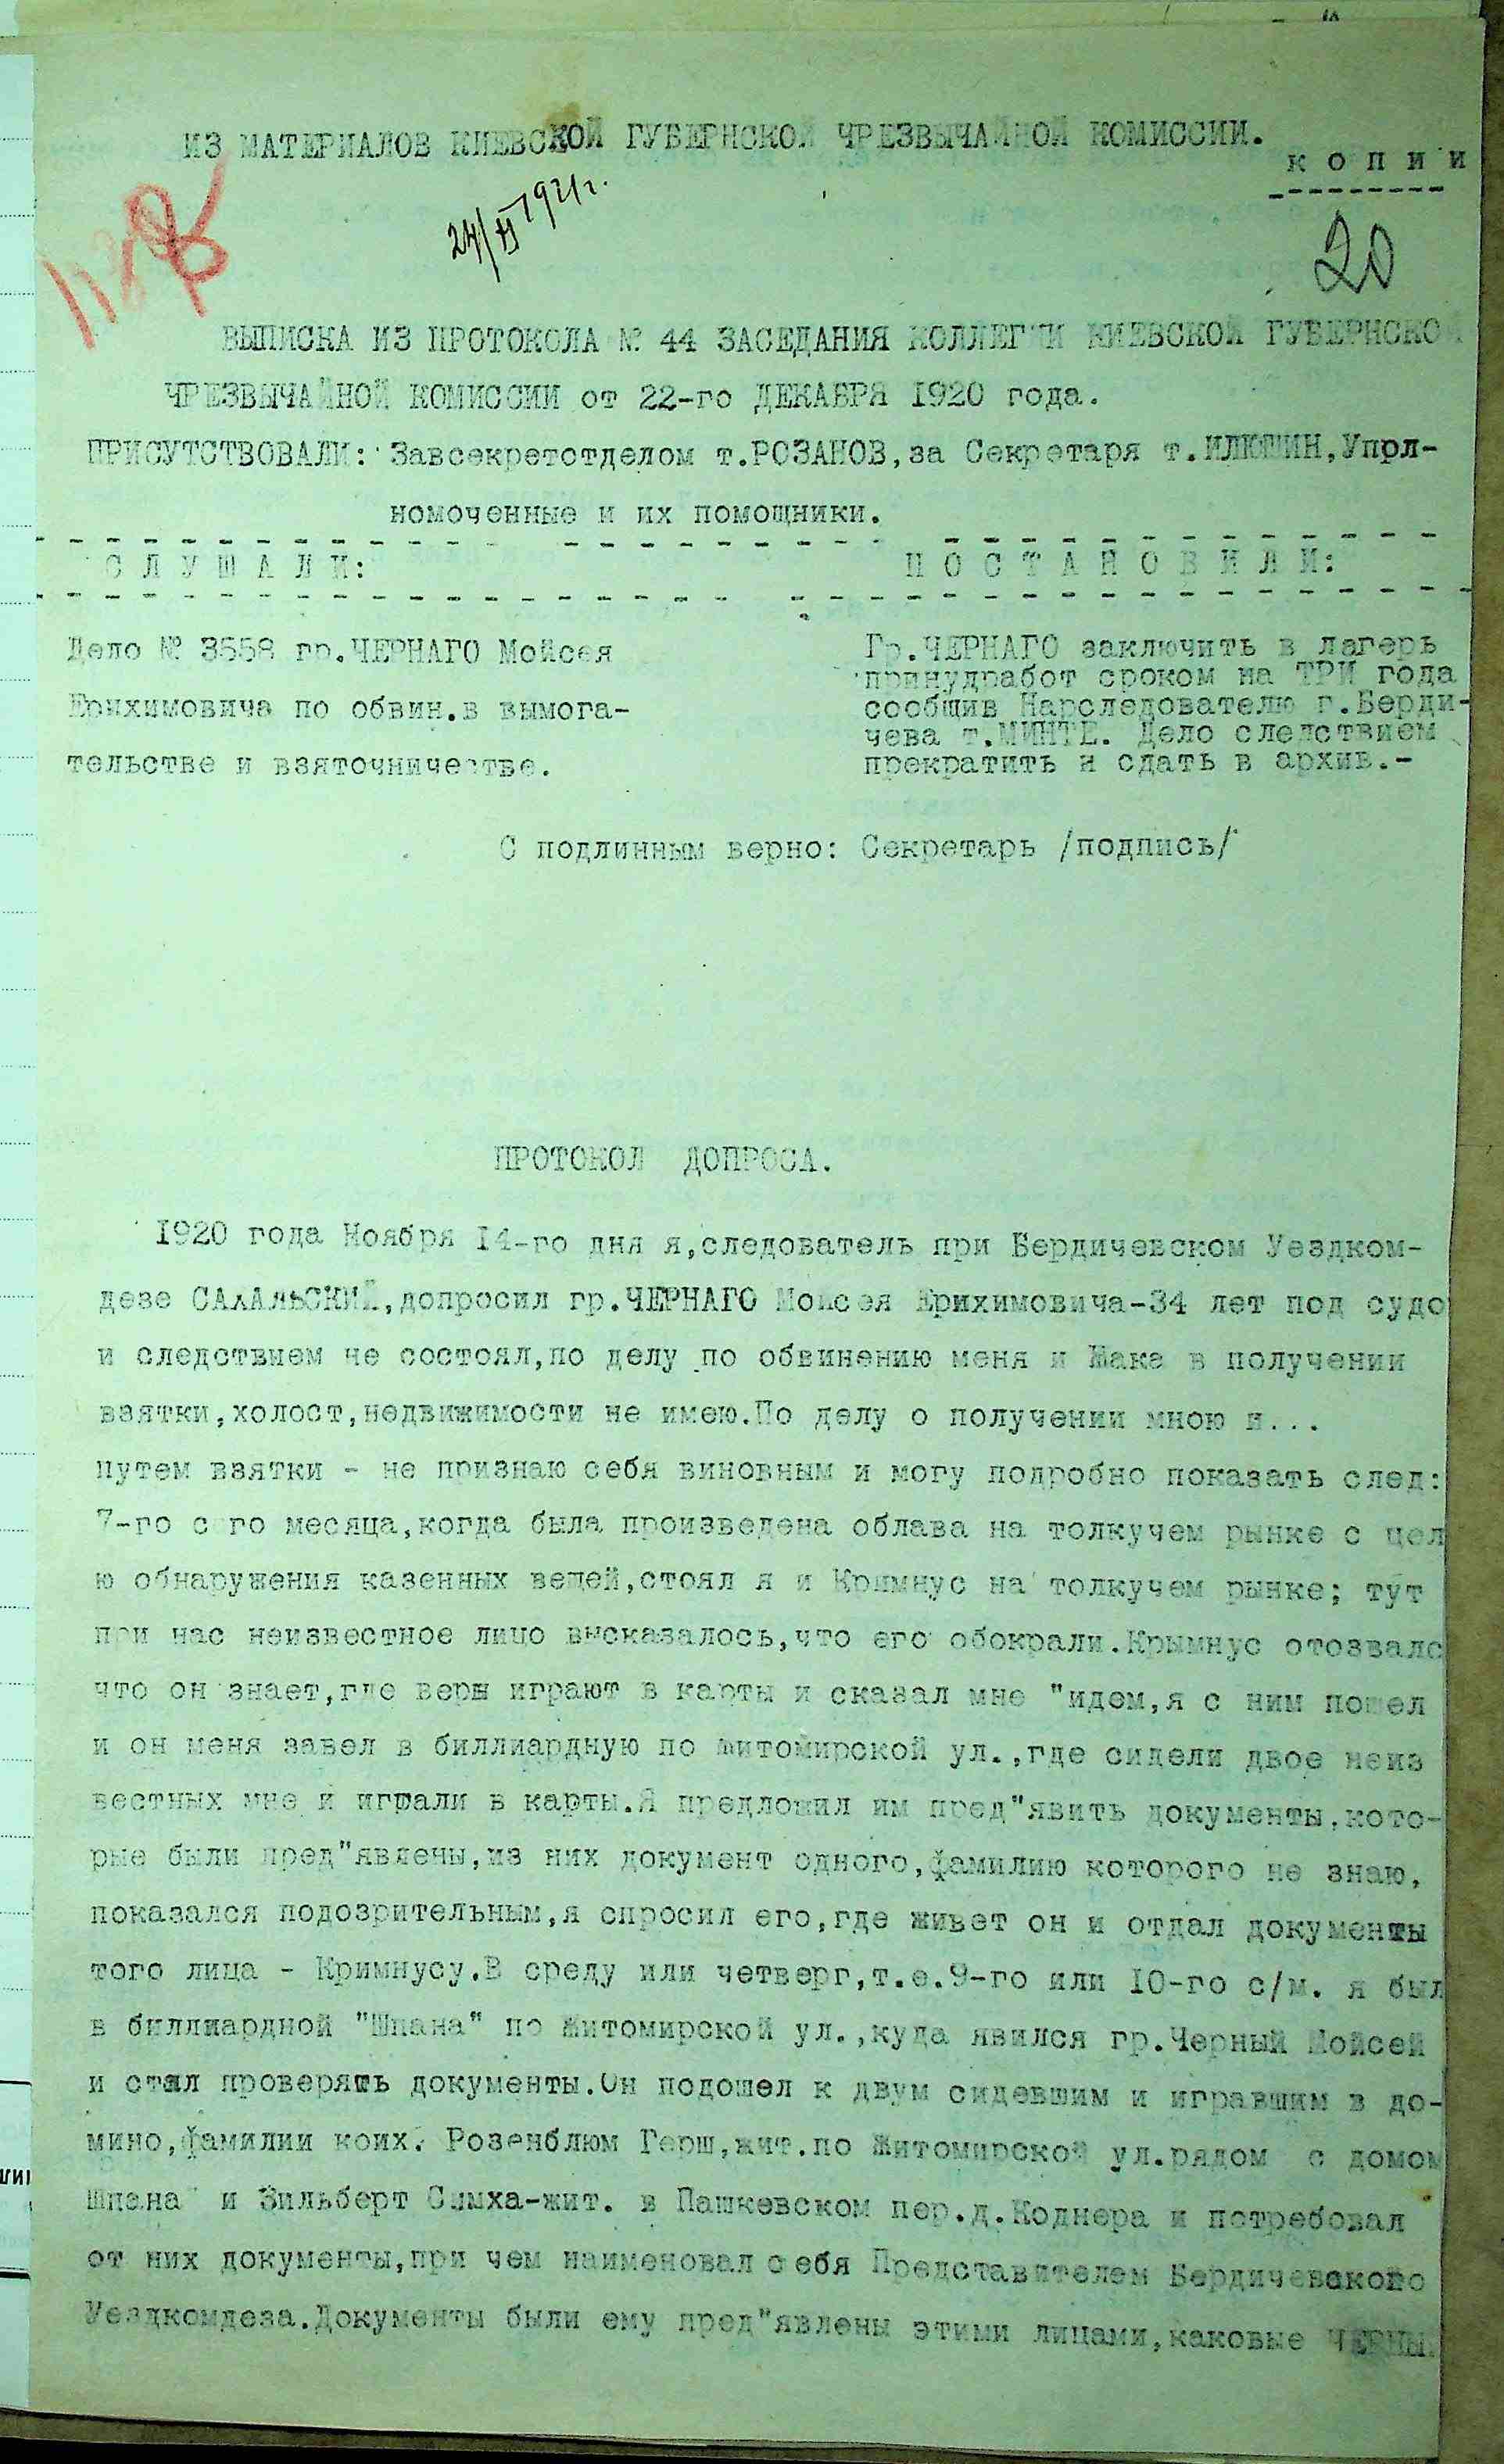 ИЗ МАТЕРИАЛОВ КИЕВСКОЙ ГУБЕРНСКОЙ ЧРЕЗВЫЧАЙНОЙ КОМИССИИ.
К О П И И
24/II 1921г.
20
ВЫПИСКА ИЗ ПРОТОКОЛА № 44 ЗАСЕДАНИЯ КОЛЛЕГИИ КИЕВСКОЙ ГУБЕРНСКОЙ
ЧРЕЗВЫЧАЙНОЙ КОМИССИИ от 22-го ДЕКАБРЯ 1920 года.
ПРИСУТСТВОВАЛИ: Завсекретотделом т.РОЗАНОВ,за Секретаря т.ИЛЮШИН,Упол-
номоченные и их помощники.
С Л У Ш А Л И: П О С Т А Н О В И Л И:
Дело № 3558 гр.ЧЕРНАГО Мойсея
Ерихимовича по обвин.в вымога-
тельстве и взяточничестве.
Гр.ЧЕРНАГО заключить в лагерь
принудработ сроком на ТРИ года
сообщив Нарследователю г.Берди-
чева т.МИНТЕ. Дело следствием
прекратить и сдать в архив.-
С подлинным верно: Секретарь /подпись/
ПРОТОКОЛ ДОПРОСА.
1920 года Ноября 14-го дня я,следователь при Бердичевском Уездком-
дезе САЛАЛЬСКИЙ,допросил гр.ЧЕРНАГО Мойсея Ерихимовича-34 лет под судо
и следствием не состоял,по делу по обвинению меня и Мака в получении
взятки,холост,недвижимости не имею.По делу о получении мною и...
путем взятки - не признаю себя виновным и могу подробно показать след:
7-го с го месяца,когда была произведена облава на толкучем рынке с цел
ю обнаружения казенных вещей,стоял я и Кримнус на толкучем рынке; тут
при нас неизвестное лицо высказалось,что его обокрали.Крымнус отозвалс
что он знает,где веры играют в карты и сказал мне "идем,я с ним пошел
и он меня завел в биллиардную по Житомирской ул.,где сидели двое неиз
вестных мне и играли в карты.Я предложил им пред"явить документы,кото-
рые были пред"явлены,из них документ одного,фамилию которого не знаю,
показался подозрительным,я спросил его,где живет он и отдал документы
того лица - Кримнусу.В среду или четверг,т.е.9-го или 10-го с/м. я был
в биллиардной "Шпана" по Житомирской ул.,куда явился гр.Черный Мойсей
и стал проверять документы.Он подошел к двум сидевшим и игравшим в до-
мино,фамилии коих: Розенблюм Герш,жит.по Житомирской ул.рядом с домом
Шпана и Зильберт Сымха-жит. в Пашковском пер.д.Коднера и потребовал
от них документы,при чем наименовал себя Представителем Бердичевского
Уездкомдеза.Документы были ему пред"явлены этими лицами,каковые ЧЕРНЫ